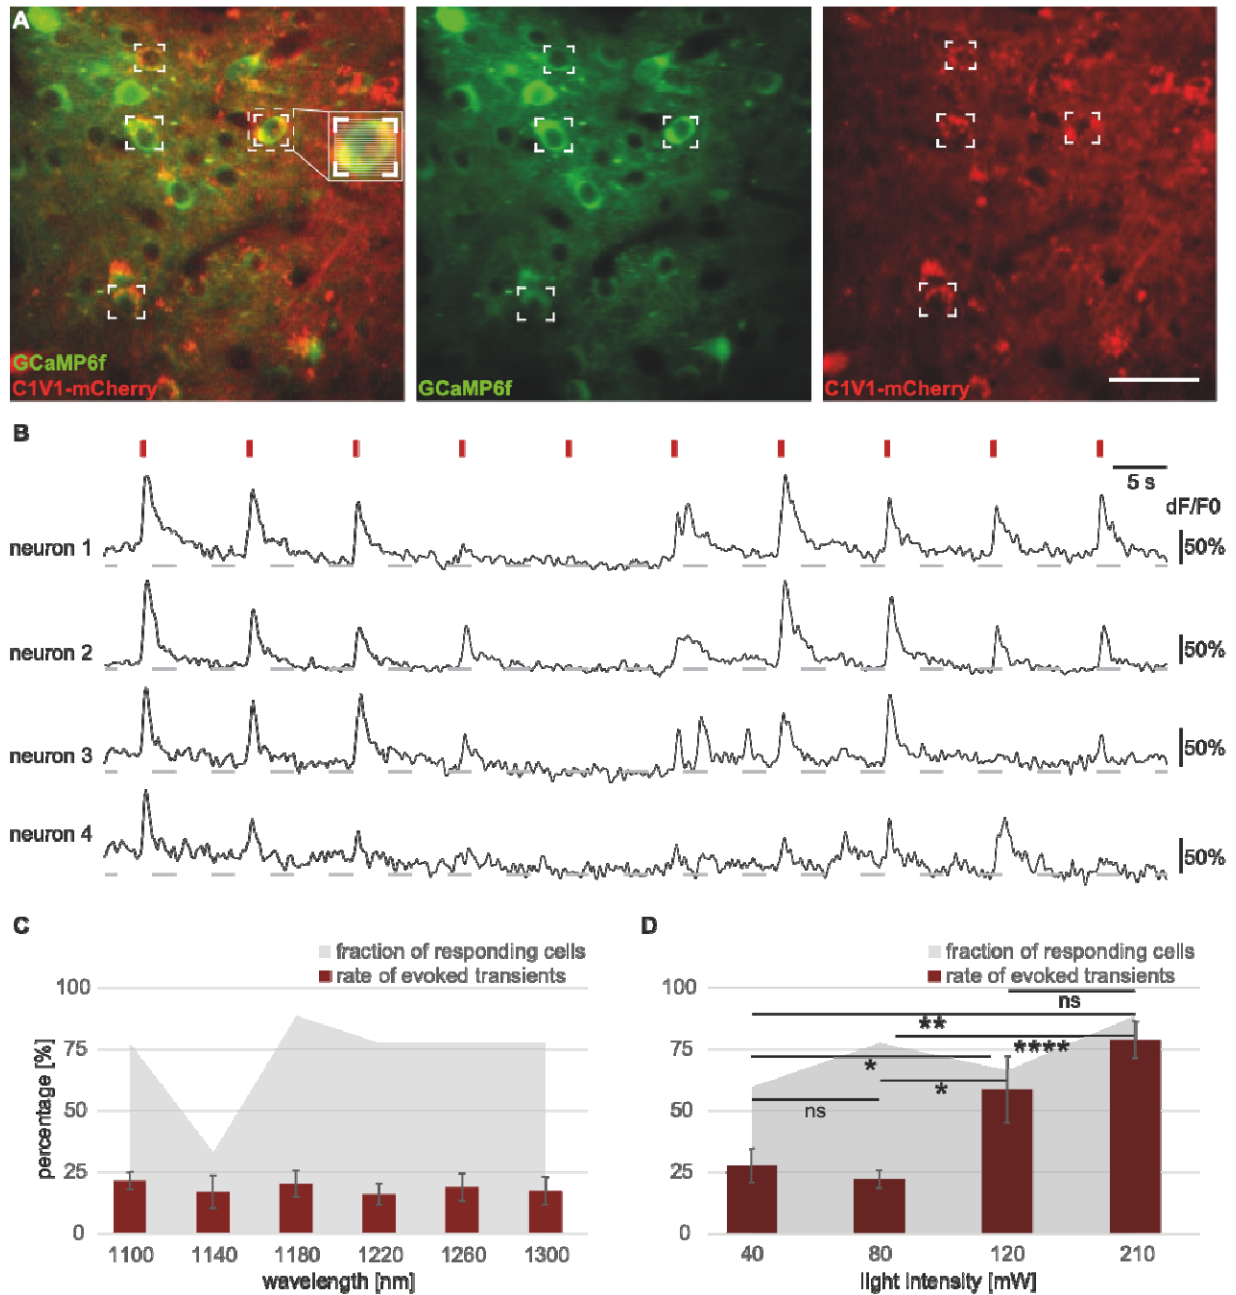 A
GCaMP6f
C1V1-mCherry
GCaMP6f
C1V1-mCherry
B
5 s
dF/F0
neuron 1
50%
neuron 2
50%
neuron 3
50%
neuron 4
50%
C
fraction of responding cells
rate of evoked transients
100
75
50
25
0
percentage [%]
1100 1140 1180 1220 1260 1300
wavelength [nm]
D
fraction of responding cells
rate of evoked transients
100
ns
**
75
****
*
*
50
ns
25
0
40 80 120 210
light intensity [mW]